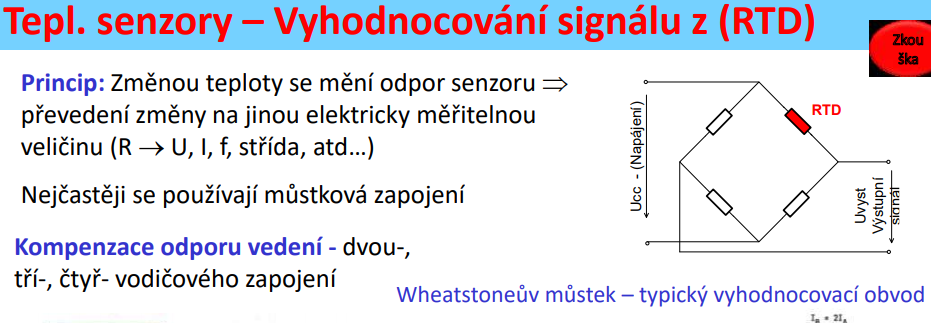 Tepl. senzory – Vyhodnocování signálu z (RTD)
Zkou
ška
Princip: Změnou teploty se mění odpor senzoru ⇒
převedení změny na jinou elektricky měřitelnou
veličinu (R → U, I, f, střída, atd…)
Nejčastěji se používají můstková zapojení
Kompenzace odporu vedení - dvou-,
tří-, čtyř- vodičového zapojení
Ucc - (Napájení)
RTD
Uvyst
Výstupní
signál
Wheatstoneův můstek – typický vyhodnocovací obvod